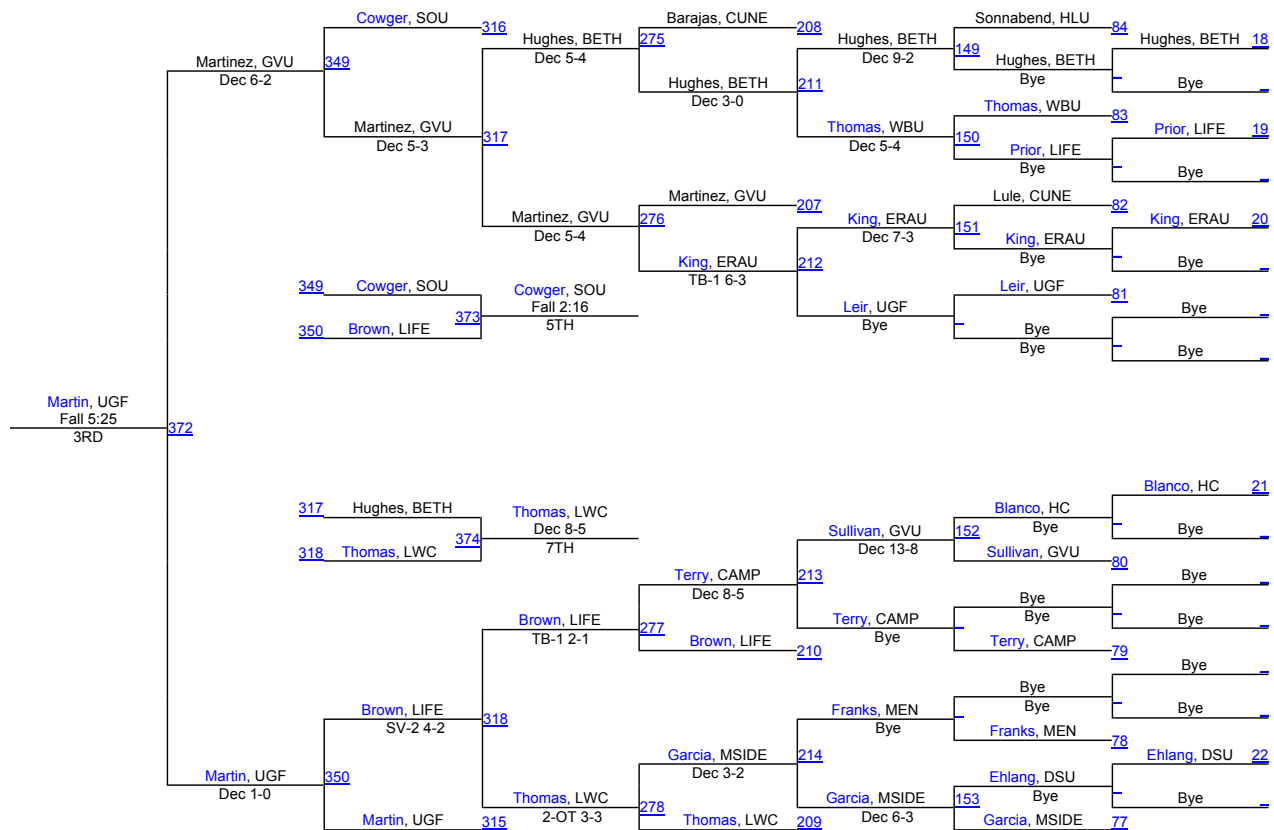 Cowger, SOU 316 Barajas, CUNE 208 Sonnabend, HLU 84
Hughes, BETH 275 Hughes, BETH Hughes, BETH 18
Dec 5-4 Dec 9-2 149
Martinez, GVU 349 Hughes, BETH
Dec 6-2 Bye
Hughes, BETH 211 Bye
Dec 3-0
Thomas, WBU 83
Martinez, GVU 317 Thomas, WBU 150 Prior, LIFE 19
Dec 5-3 Dec 5-4
Prior, LIFE
Bye
Bye
Martinez, GVU 207 Lule, CUNE 82
Martinez, GVU 276 King, ERAU 151 King, ERAU 20
Dec 5-4 Dec 7-3
King, ERAU
Bye
King, ERAU 212 Bye
TB-1 6-3
349 Cowger, SOU Cowger, SOU Leir, UGF 81
Fall 2:16 Leir, UGF Bye
373 5TH Bye
350 Brown, LIFE Bye
Bye
Bye
Martin, UGF
Fall 5:25 372
3RD
Blanco, HC 21
317 Hughes, BETH Thomas, LWC Blanco, HC
Dec 8-5 Bye
374 7TH Sullivan, GVU 152 Bye
Dec 13-8
318 Thomas, LWC Sullivan, GVU 80
Terry, CAMP 213 Bye
Dec 8-5
Bye
Bye
Brown, LIFE 277 Terry, CAMP Bye
TB-1 2-1 Bye
Brown, LIFE 210 Terry, CAMP 79
Bye
Bye
Bye
Brown, LIFE 318 Franks, MEN Bye
SV-2 4-2 Bye
Franks, MEN 78
Garcia, MSIDE 214 Ehlang, DSU 22
Dec 3-2
Martin, UGF 350 Ehlang, DSU
Dec 1-0 Bye
Thomas, LWC 278 Garcia, MSIDE 153 Bye
2-OT 3-3 Dec 6-3
Martin, UGF 315 Thomas, LWC 209 Garcia, MSIDE 77